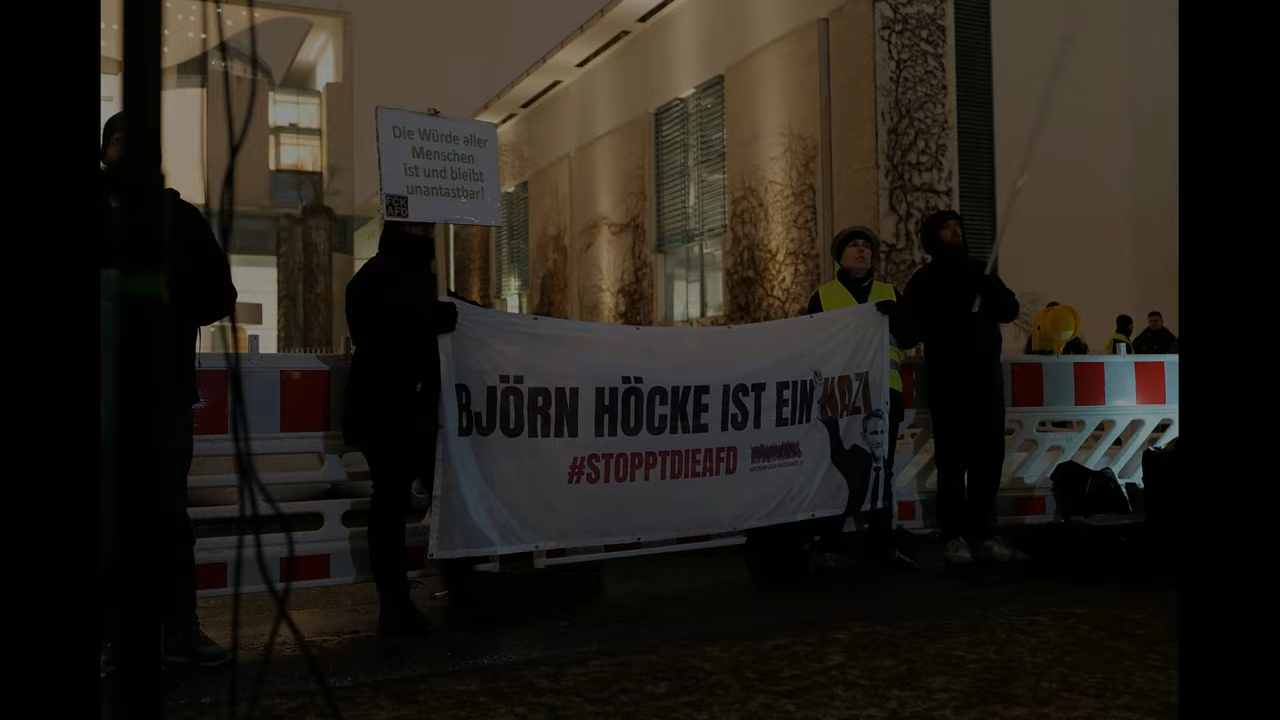 Die Würde aller
Menschen
ist und bleibt
unantastbar!
FCK
AFD
BJÖRN HÖCKE IST EIN NAZI
#STOPPTDIEAFD